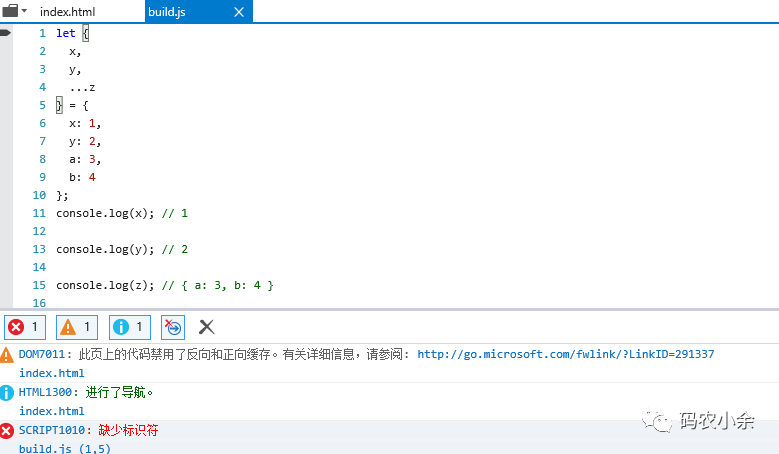 index.html
build.js
1 let {
2 x,
3 y,
4 ...z
5 } = {
6 x: 1,
7 y: 2,
8 a: 3,
9 b: 4
10 };
11 console.log(x); // 1
12
13 console.log(y); // 2
14
15 console.log(z); // { a: 3, b: 4 }
16
1 1 1
DOM7011: 此页上的代码禁用了反向和正向缓存。有关详细信息，请参阅: http://go.microsoft.com/fwlink/?LinkID=291337
index.html
HTML1300: 进行了导航。
index.html
SCRIPT1010: 缺少标识符
build.js (1,5)
码农小余